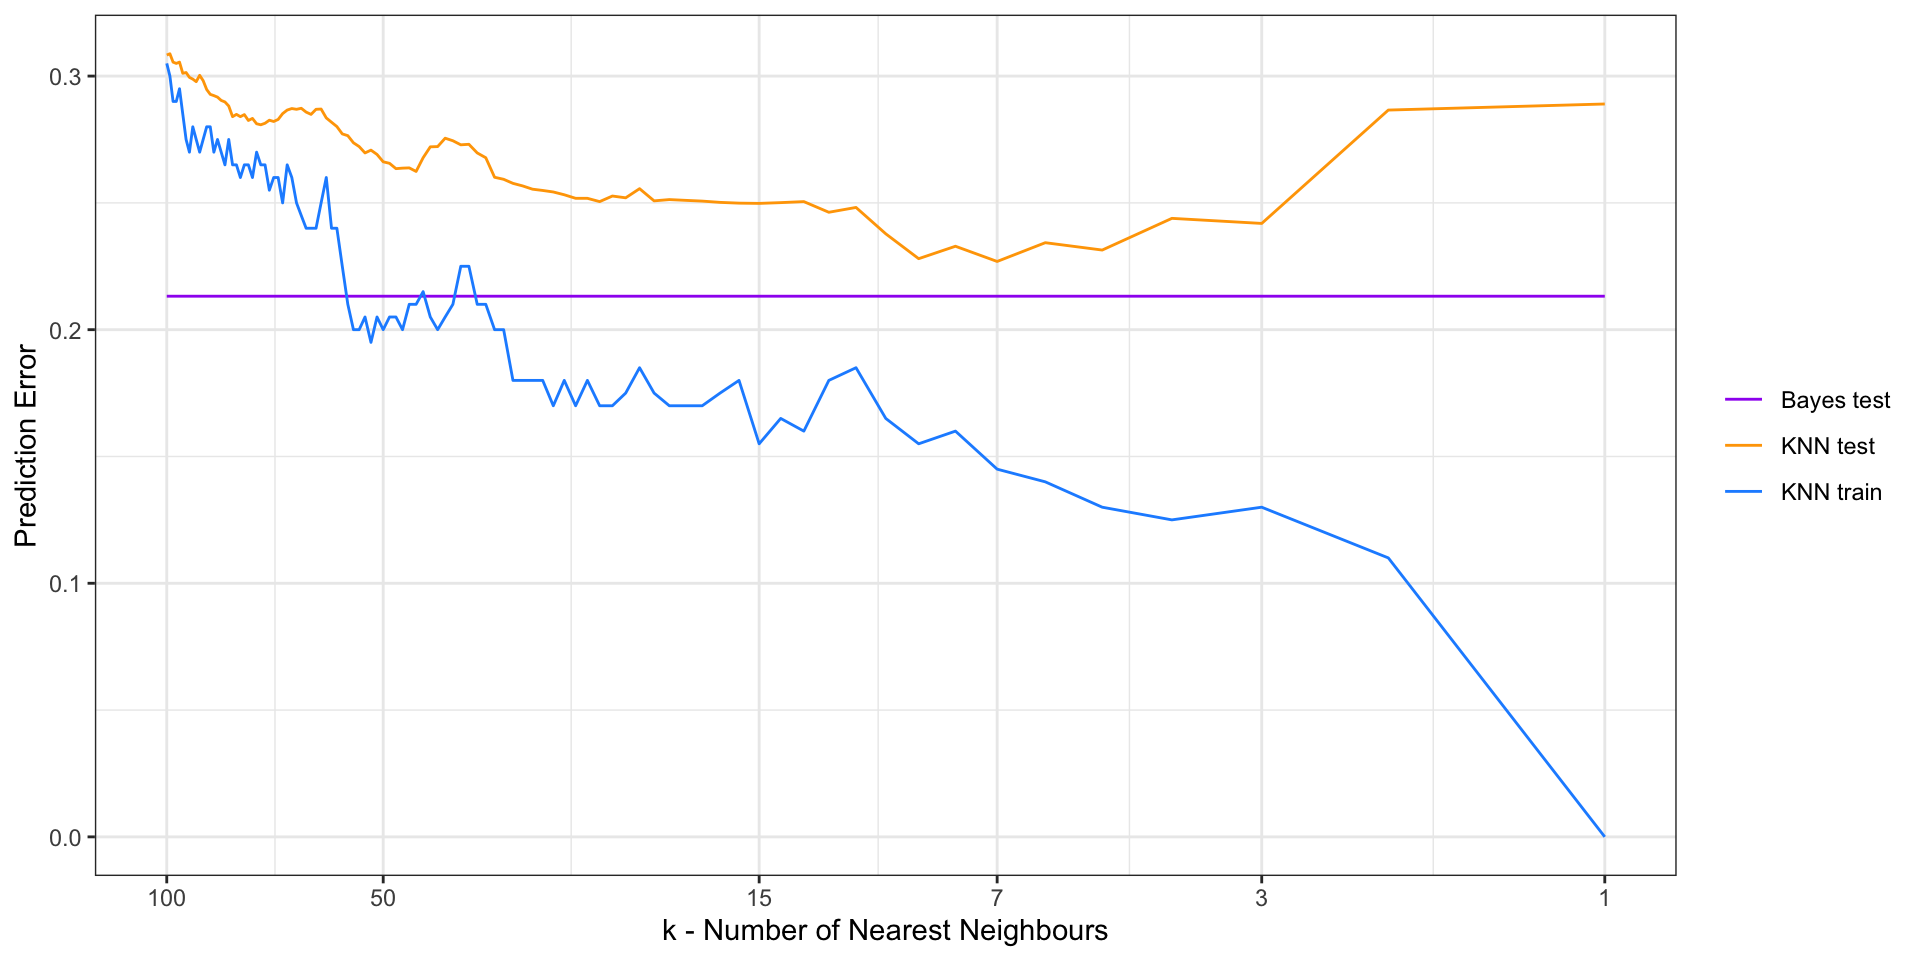 0.3
0.2
0.1
0.0
Prediction Error
100 50 15 7 3 1
k - Number of Nearest Neighbours
Bayes test
KNN test
KNN train